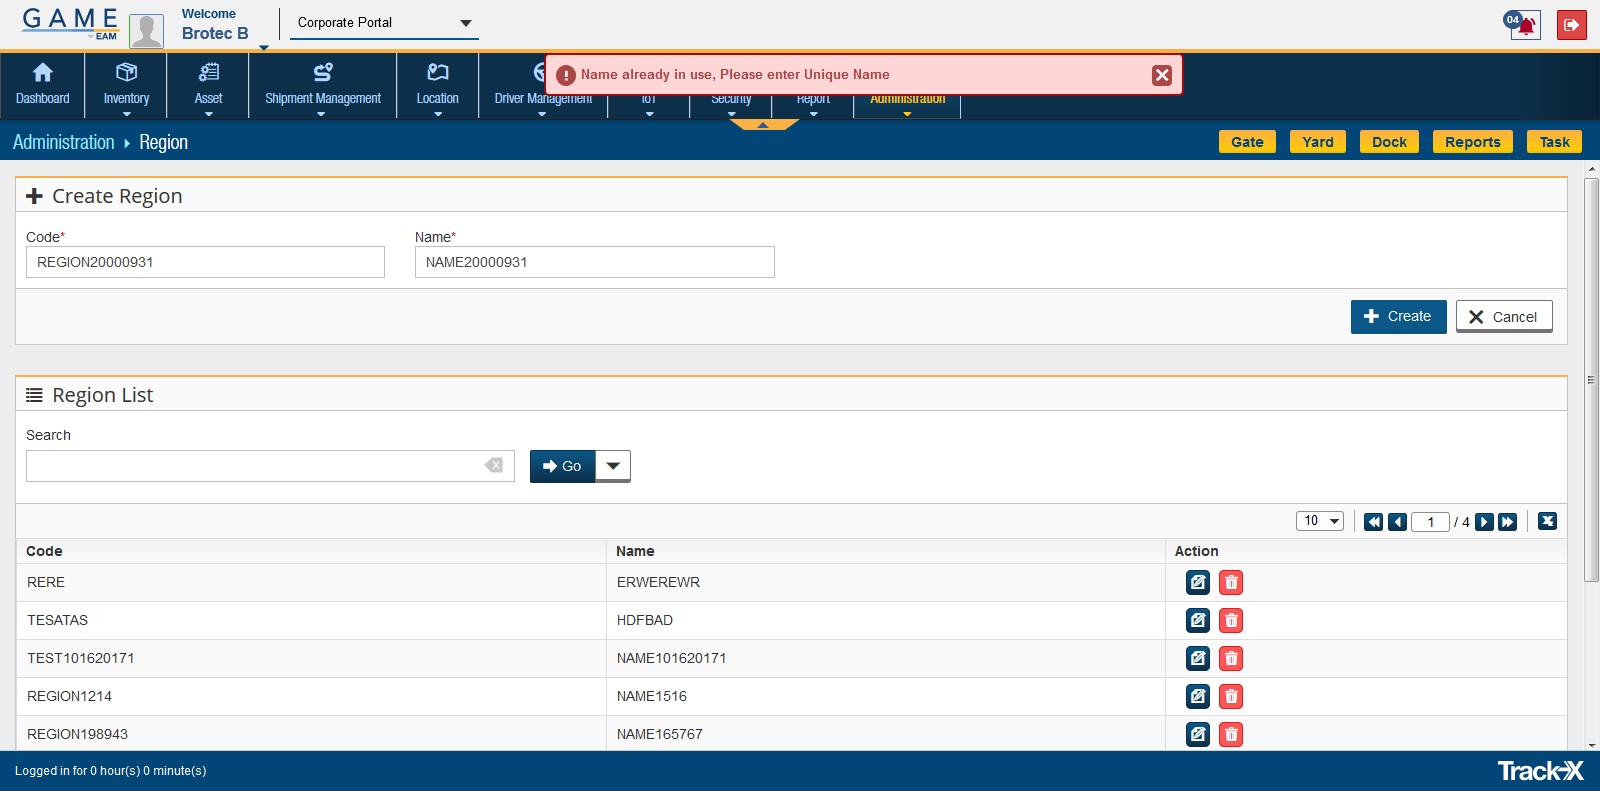 GAME
EAM
Welcome
Brotec B
Corporate Portal
04
Name already in use, Please enter Unique Name
Dashboard Inventory Asset Shipment Management Location Driver Management IoT Security Report Administration
Administration Region
Gate Yard Dock Reports Task
Create Region
Code* Name*
REGION20000931 NAME20000931
Create Cancel
Region List
Search
Go
10 1 / 4
Code Name Action
RERE ERWEREWR
TESATAS HDFBAD
TEST101620171 NAME101620171
REGION1214 NAME1516
REGION198943 NAME165767
Logged in for 0 hour(s) 0 minute(s)
Track-X